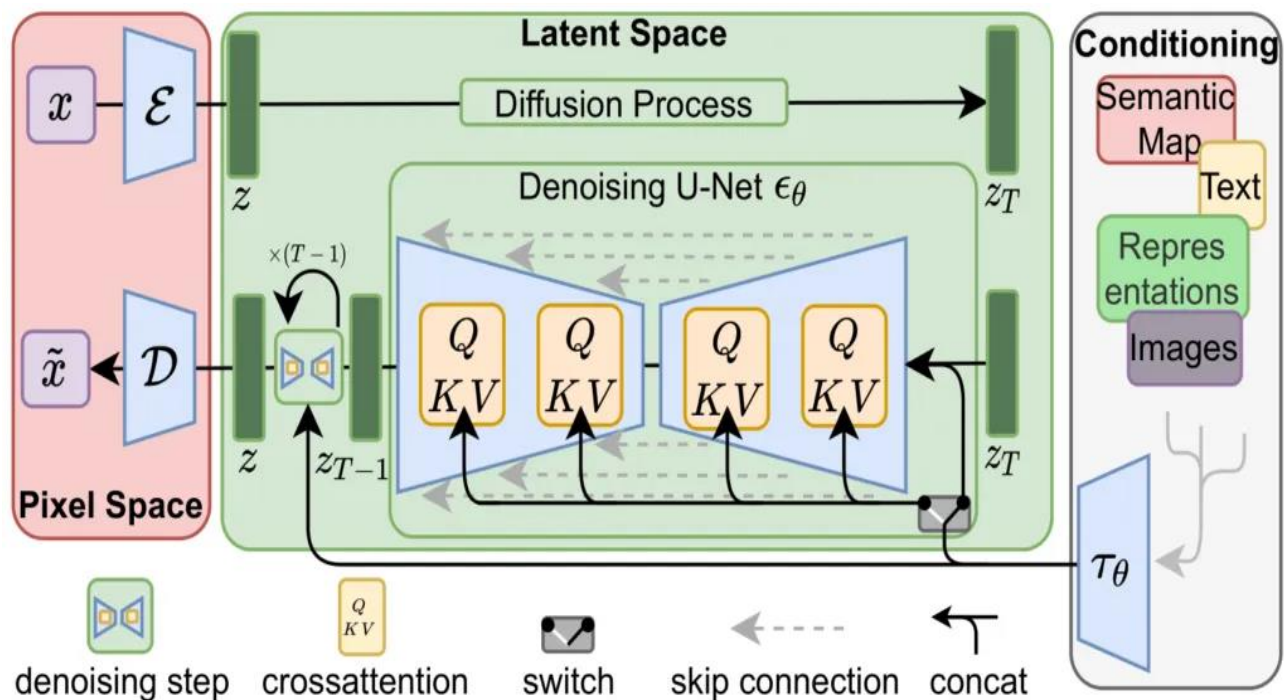 Latent Space
Conditioning
Semantic
Map
Text
Repres
entations
Images
x
ℰ
Diffusion Process
z
z_T
Denoising U-Net ϵ_θ
×(T − 1)
Q
KV
Q
KV
Q
KV
Q
KV
x̃
𝒟
z
z_{T−1}
z_T
Pixel Space
τ_θ
Q
KV
denoising step
crossattention
switch
skip connection
concat